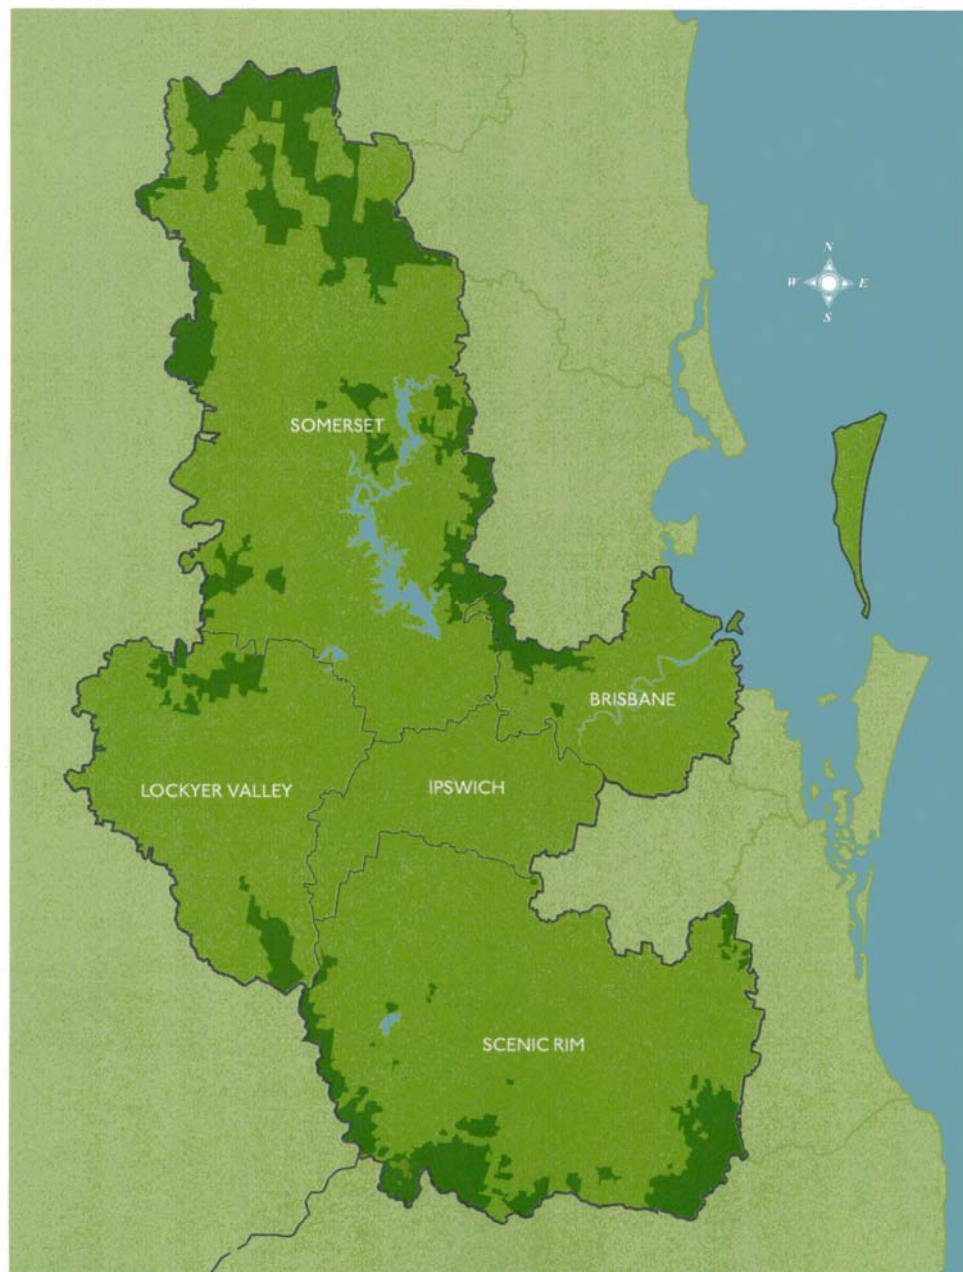 N
W E
S
SOMERSET
BRISBANE
IPSWICH
LOCKYER VALLEY
SCENIC RIM